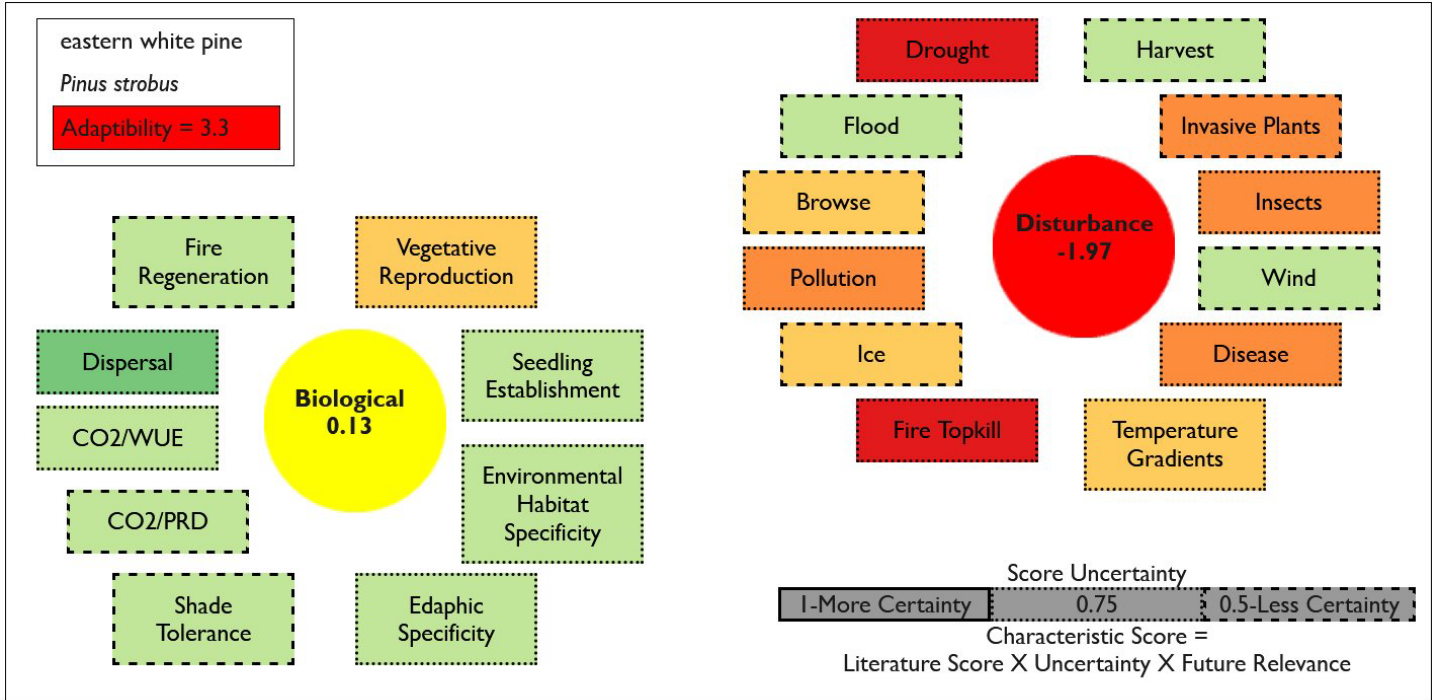 eastern white pine
Pinus strobus
Adaptibility = 3.3
Fire
Regeneration
Vegetative
Reproduction
Dispersal
Seedling
Establishment
CO2/WUE
Biological
0.13
Environmental
Habitat
Specificity
CO2/PRD
Shade
Tolerance
Edaphic
Specificity
Drought
Harvest
Flood
Invasive Plants
Browse
Insects
Disturbance
-1.97
Pollution
Wind
Ice
Disease
Fire Topkill
Temperature
Gradients
Score Uncertainty
1-More Certainty
0.75
0.5-Less Certainty
Characteristic Score =
Literature Score X Uncertainty X Future Relevance